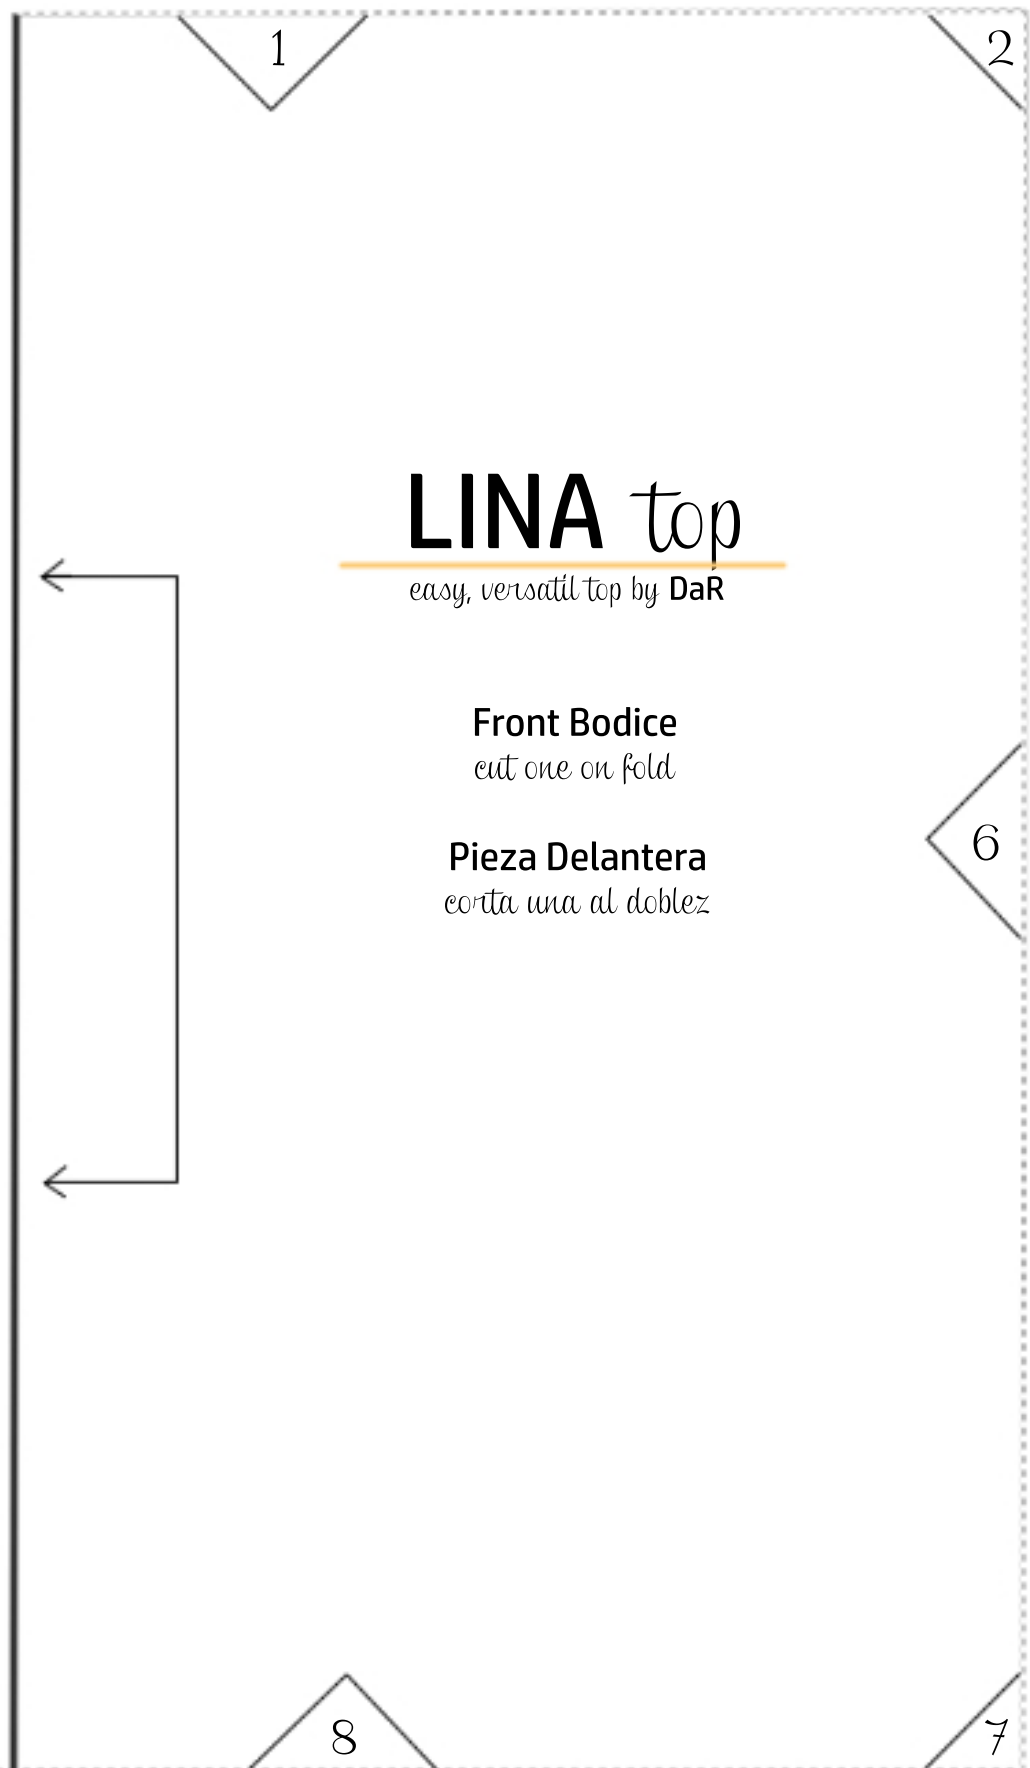 1
2
LINA top
easy, versatil top by DaR
Front Bodice
cut one on fold
6
Pieza Delantera
corta una al doblez
8
7